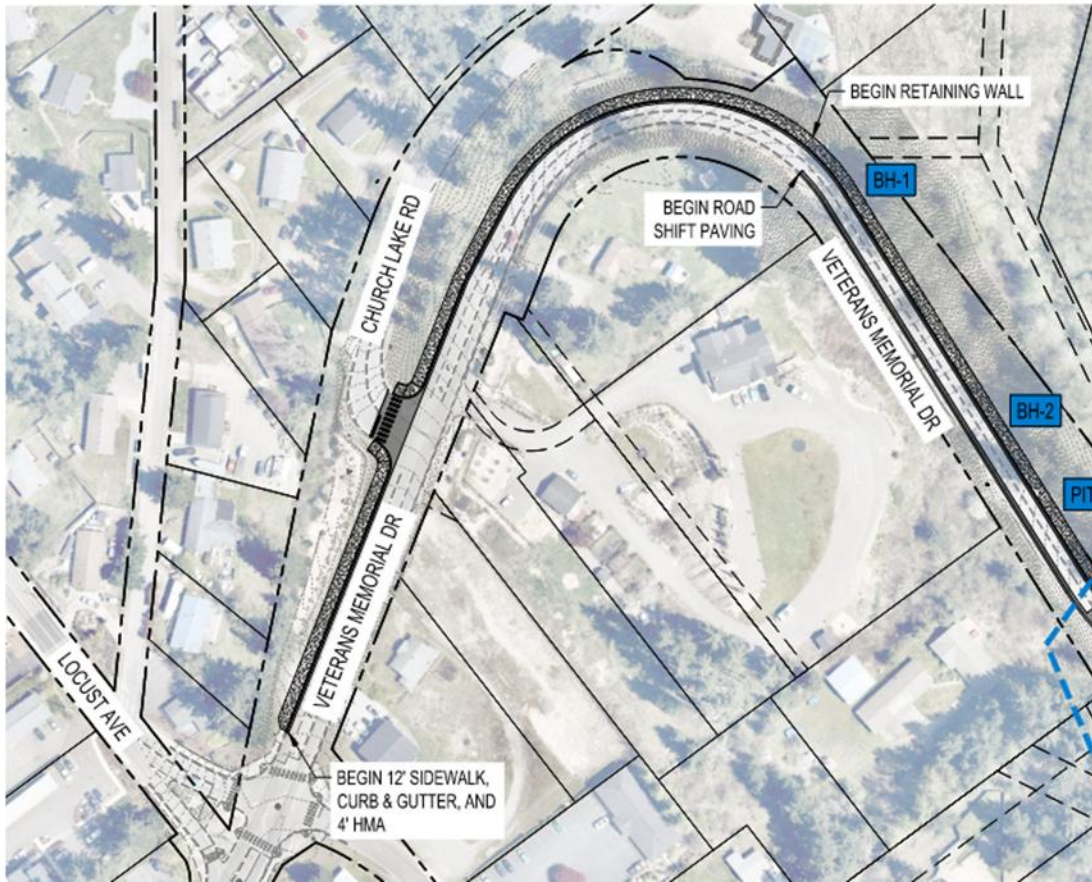 BEGIN RETAINING WALL
BH-1
BEGIN ROAD
SHIFT PAVING
CHURCH LAKE RD
VETERANS MEMORIAL DR
BH-2
PIT
VETERANS MEMORIAL DR
LOCUST AVE
BEGIN 12' SIDEWALK,
CURB & GUTTER, AND
4' HMA